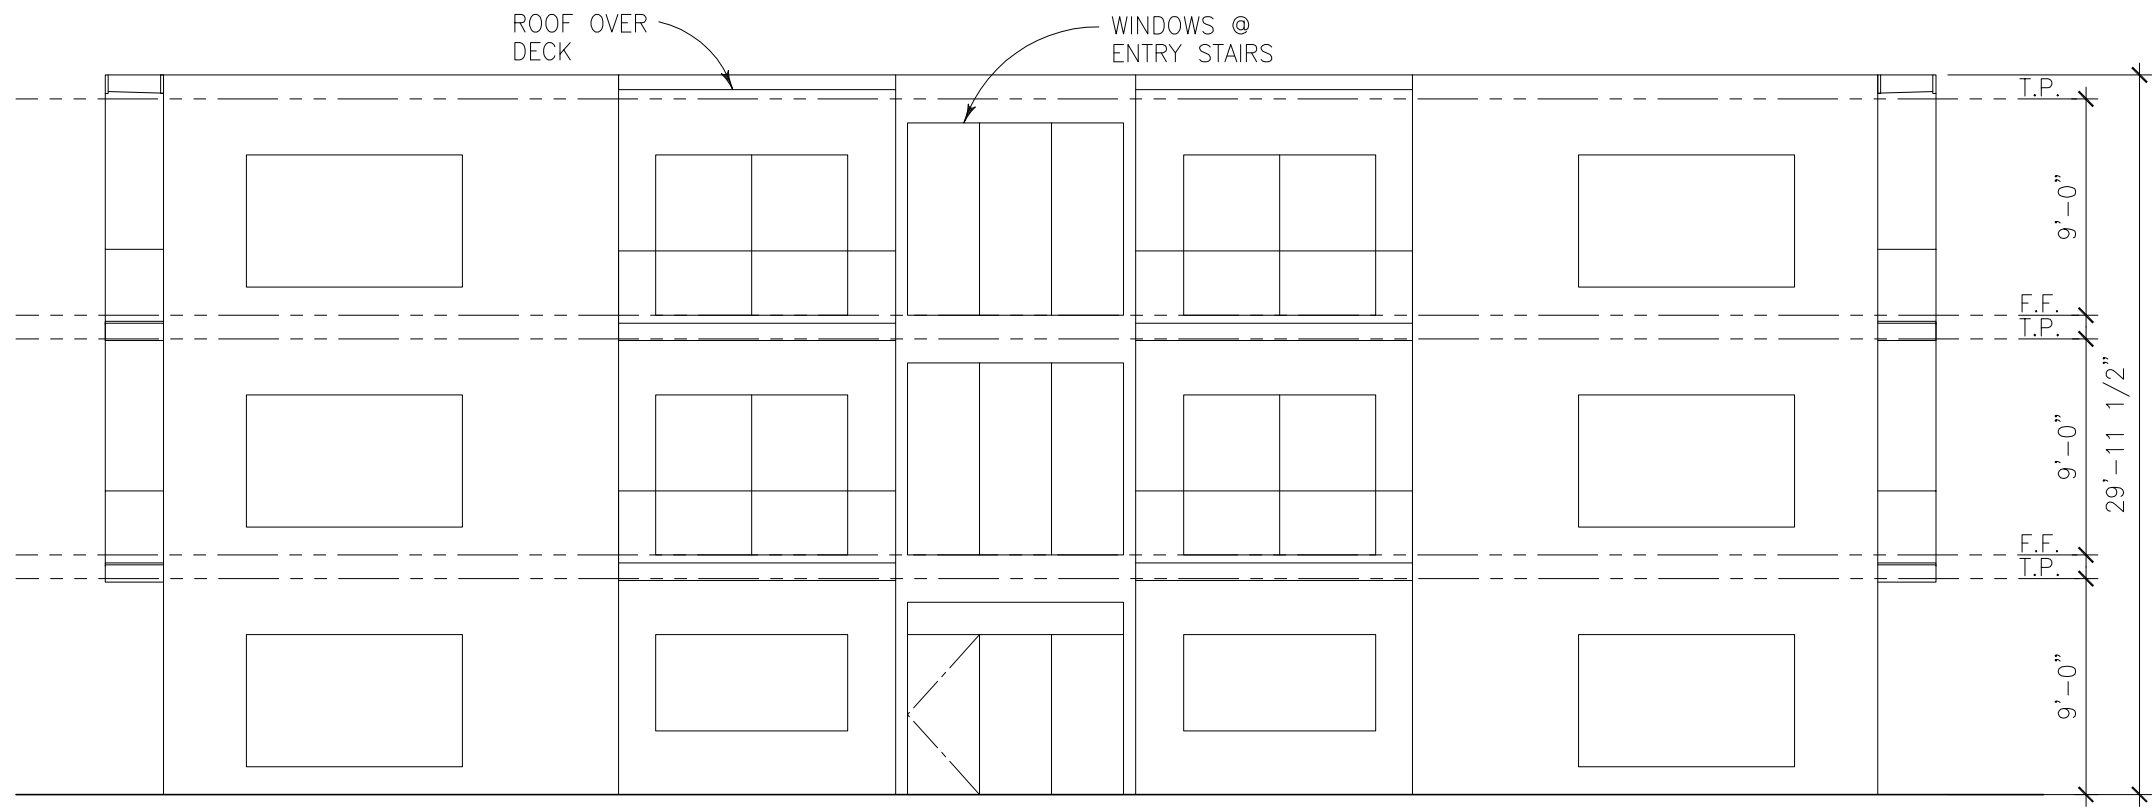 ROOF OVER
DECK
WINDOWS @
ENTRY STAIRS
T.P.
9'-0"
F.F.
T.P.
9'-0"
29'-11 1/2"
F.F.
T.P.
9'-0"